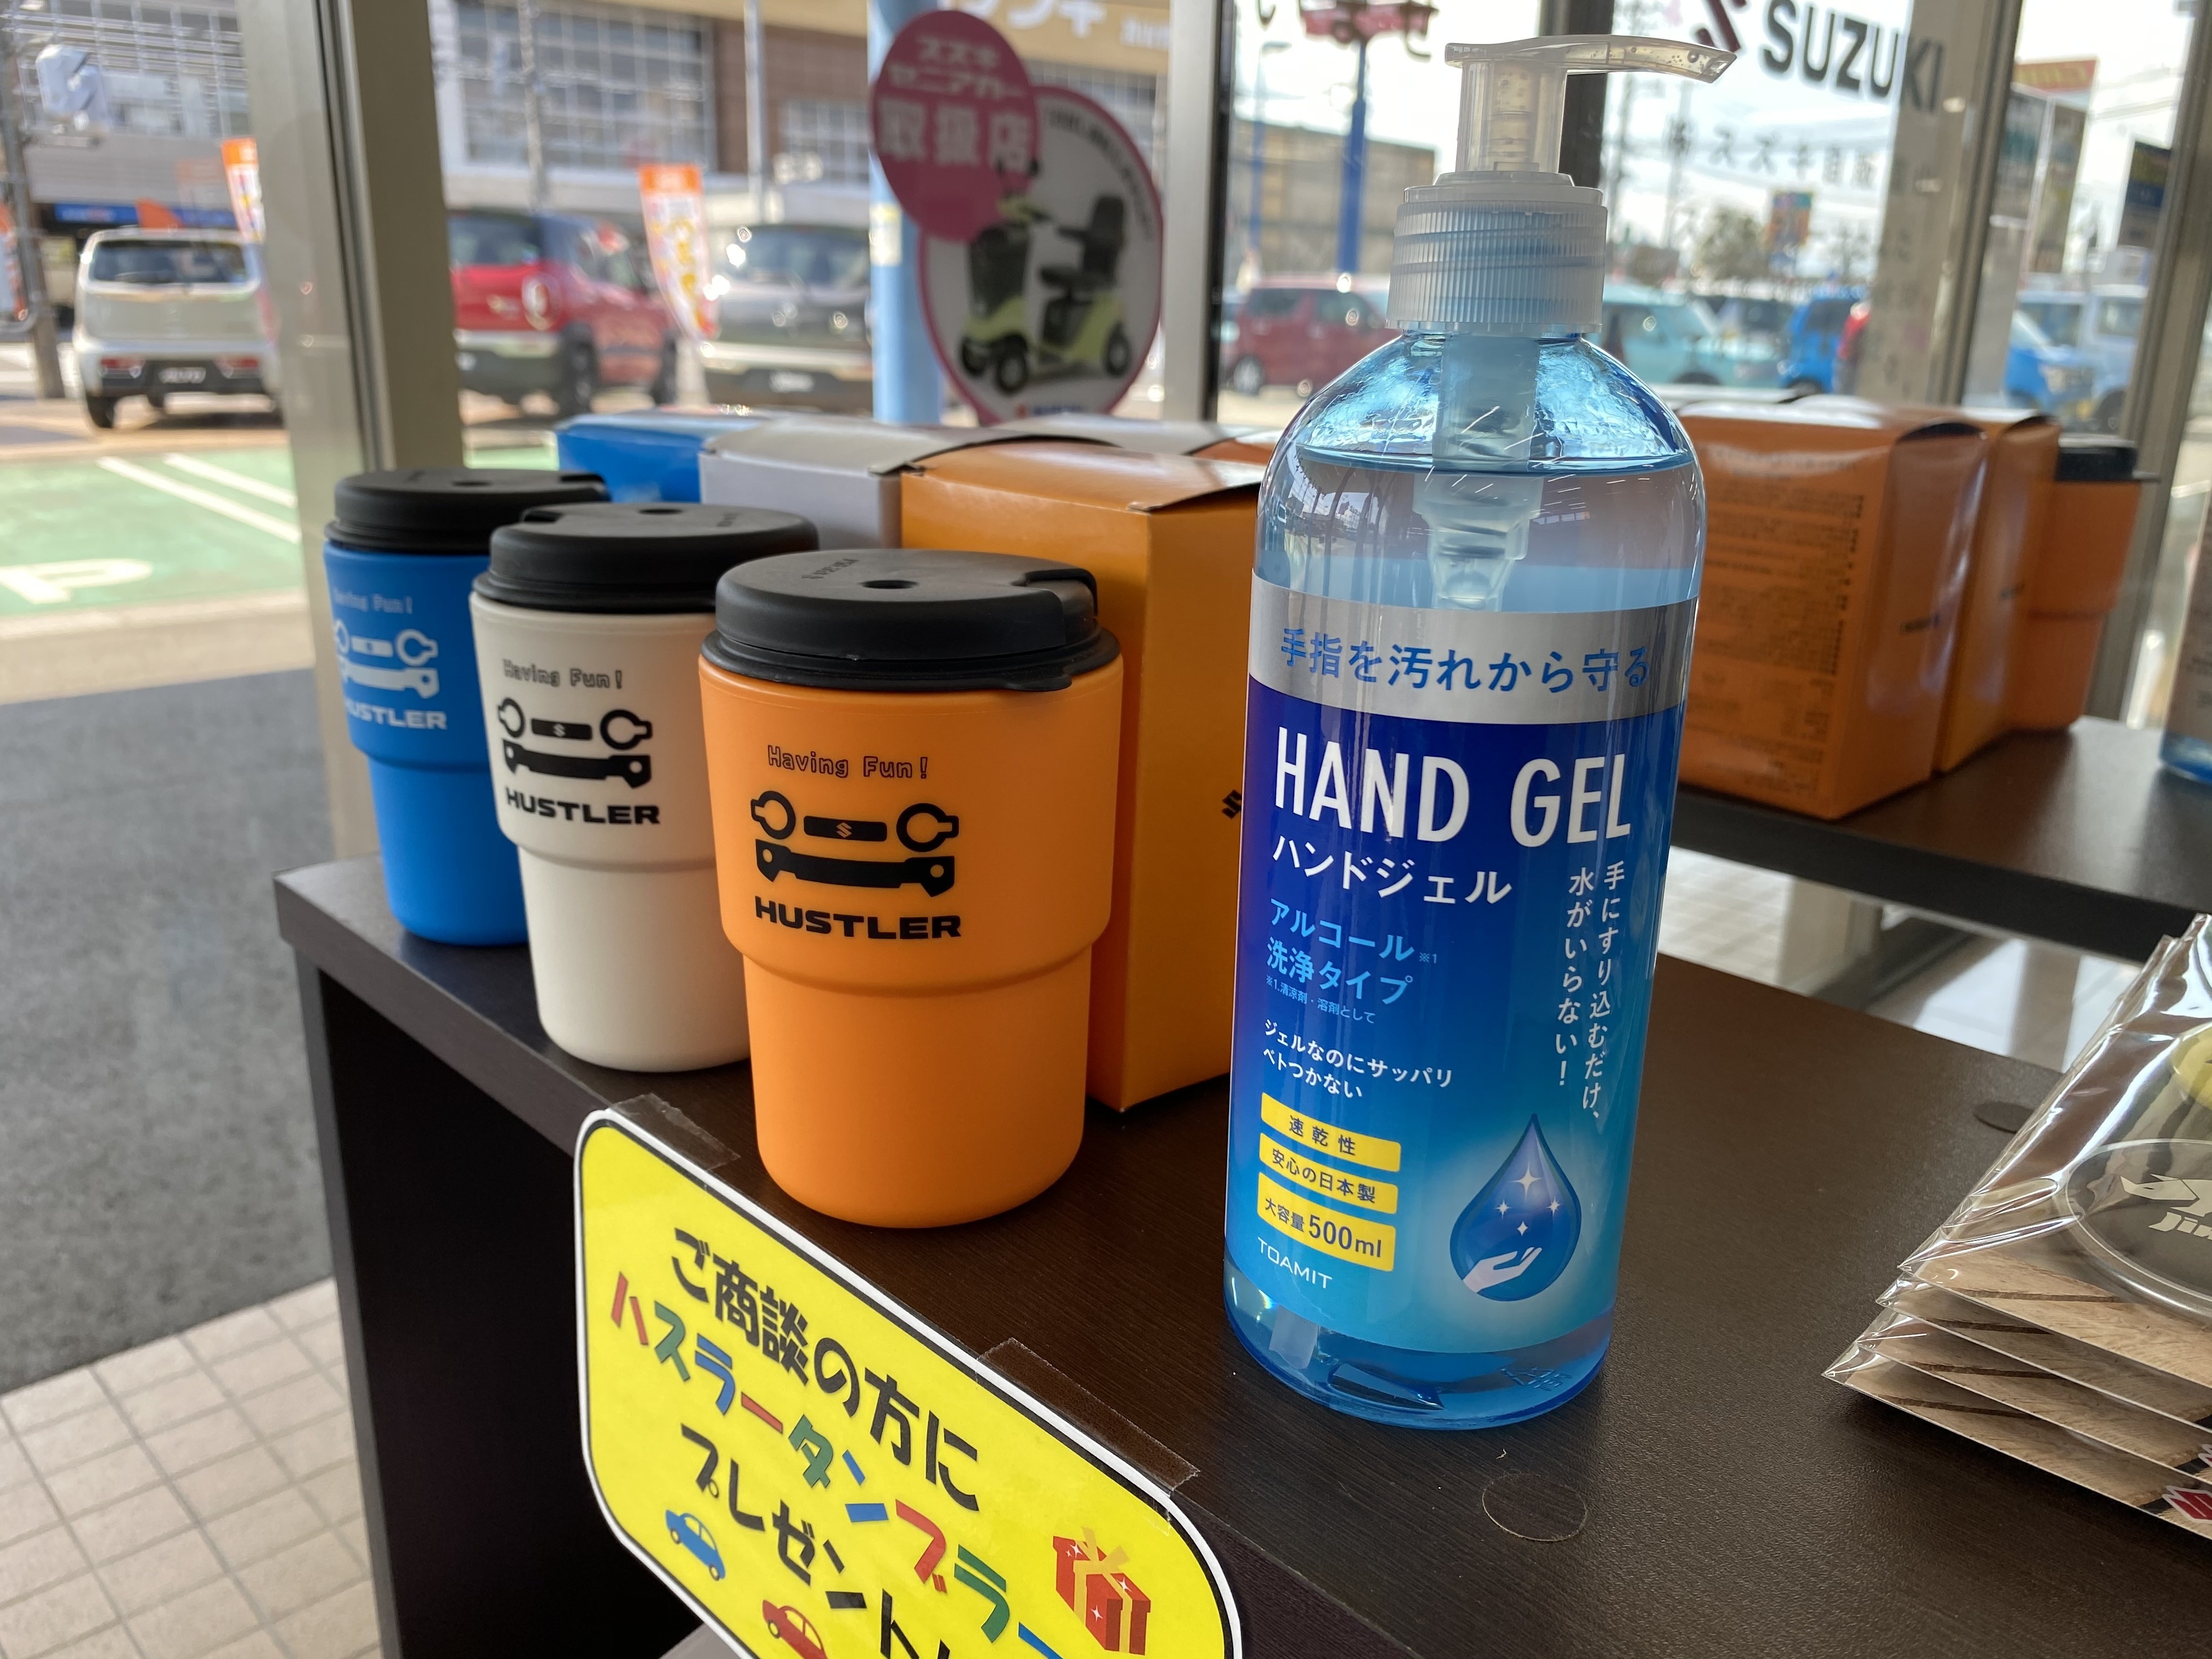 スズキ
セニアカー
取扱店
SUZUKI
Having Fun!
HUSTLER
Having Fun!
HUSTLER
Having Fun!
HUSTLER
手指を汚れから守る
HAND GEL
ハンドジェル
アルコール※1
洗浄タイプ
※1.清涼剤・溶剤として
手にすり込むだけ、
水がいらない！
ジェルなのにサッパリ
ベトつかない
速乾性
安心の日本製
大容量500ml
TOAMIT
ご商談の方に
ハスラータンブラー
プレゼント!